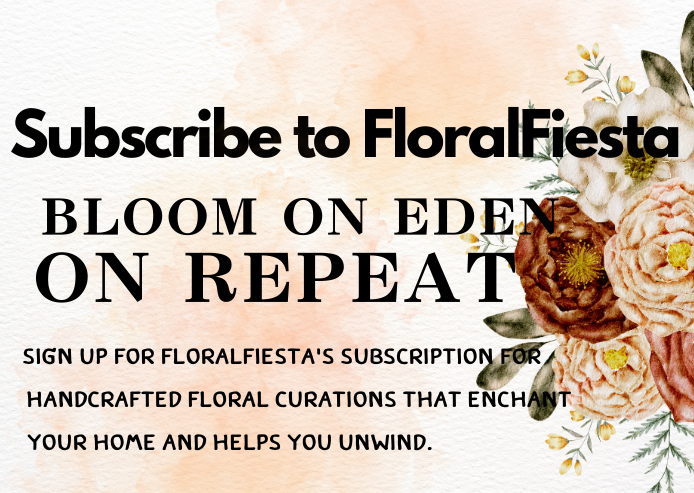 Subscribe to FloralFiesta
BLOOM ON EDEN
ON REPEAT
SIGN UP FOR FLORALFIESTA'S SUBSCRIPTION FOR
HANDCRAFTED FLORAL CURATIONS THAT ENCHANT
YOUR HOME AND HELPS YOU UNWIND.